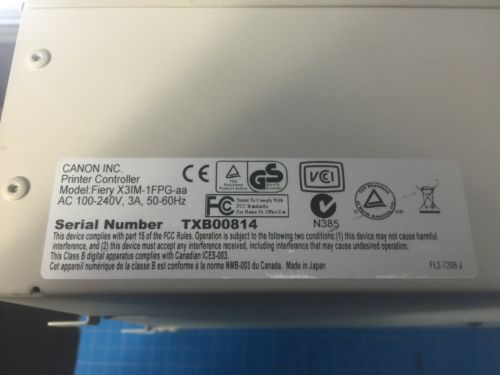 CANON INC.
Printer Controller
Model:Fiery X3IM-1FPG-aa
AC 100-240V, 3A, 50-60Hz
CE
GS
VCI
FC Tested To Comply With
FCC Standards
For Home Or Office Use
N385
US
Serial Number TXB00814
This device complies with part 15 of the FCC Rules. Operation is subject to the following two conditions:(1) this device may not cause harmful
interference, and (2) this device must accept any interference received, including interference that may cause undesired operation.
This Class B digital apparatus complies with Canadian ICES-003.
Cet appareil numérique de la classe B est conforme à la norme NMB-003 du Canada. Made in Japan
FL2-7208 J